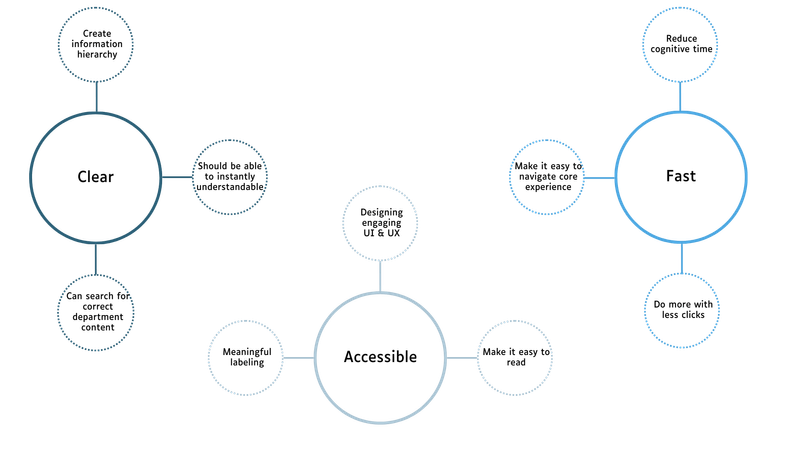 Create
information
hierarchy
Clear
Should be able
to instantly
understandable
Can search for
correct
department
content
Designing
engaging
UI & UX
Accessible
Meaningful
labeling
Make it easy to
read
Reduce
cognitive time
Fast
Make it easy to
navigate core
experience
Do more with
less clicks